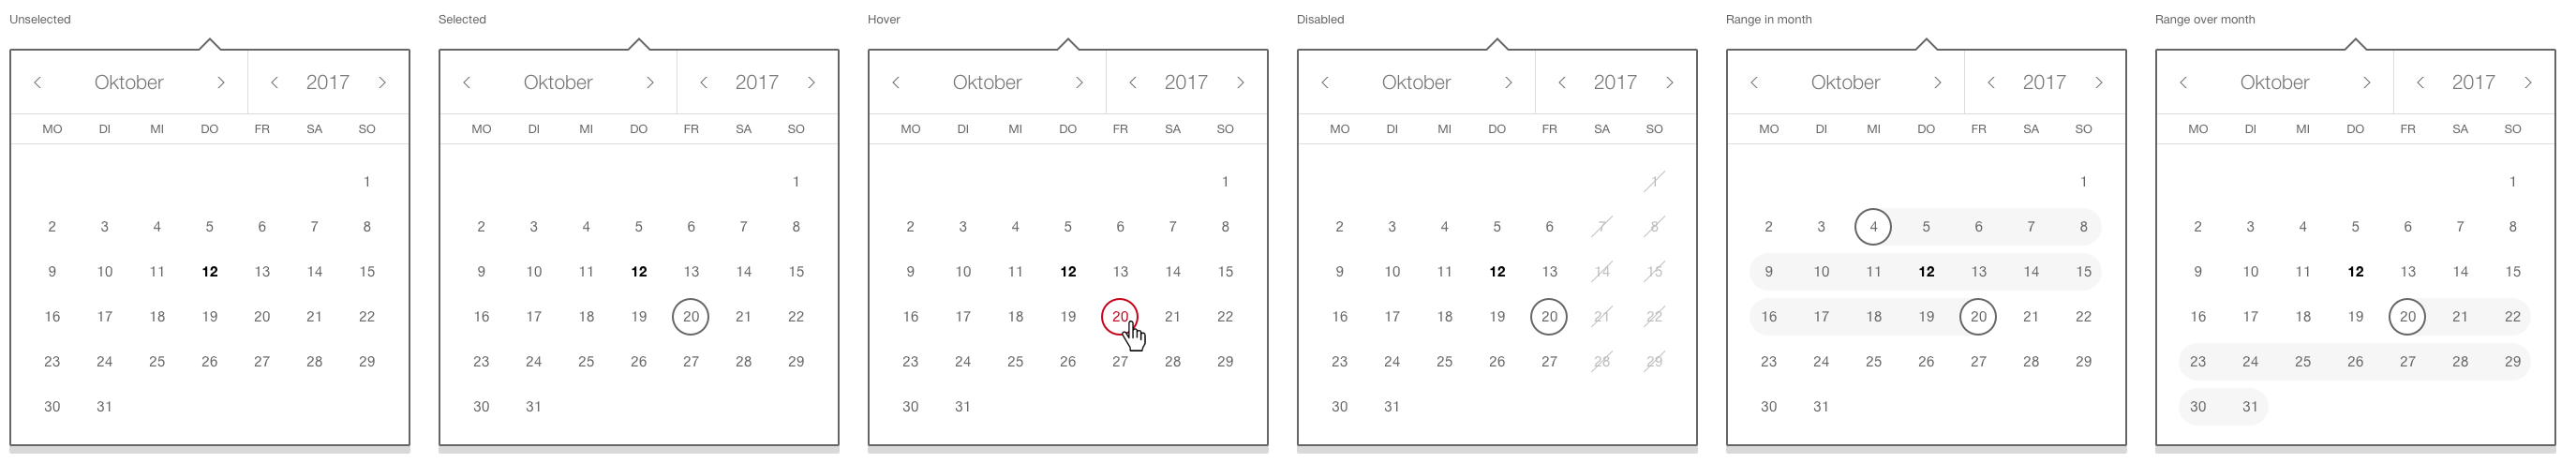 Unselected
Oktober 2017
MO DI MI DO FR SA SO
1
2 3 4 5 6 7 8
9 10 11 12 13 14 15
16 17 18 19 20 21 22
23 24 25 26 27 28 29
30 31
Selected
Oktober 2017
MO DI MI DO FR SA SO
1
2 3 4 5 6 7 8
9 10 11 12 13 14 15
16 17 18 19 20 21 22
23 24 25 26 27 28 29
30 31
Hover
Oktober 2017
MO DI MI DO FR SA SO
1
2 3 4 5 6 7 8
9 10 11 12 13 14 15
16 17 18 19 20 21 22
23 24 25 26 27 28 29
30 31
Disabled
Oktober 2017
MO DI MI DO FR SA SO
1
2 3 4 5 6 7 8
9 10 11 12 13 14 15
16 17 18 19 20 21 22
23 24 25 26 27 28 29
30 31
Range in month
Oktober 2017
MO DI MI DO FR SA SO
1
2 3 4 5 6 7 8
9 10 11 12 13 14 15
16 17 18 19 20 21 22
23 24 25 26 27 28 29
30 31
Range over month
Oktober 2017
MO DI MI DO FR SA SO
1
2 3 4 5 6 7 8
9 10 11 12 13 14 15
16 17 18 19 20 21 22
23 24 25 26 27 28 29
30 31